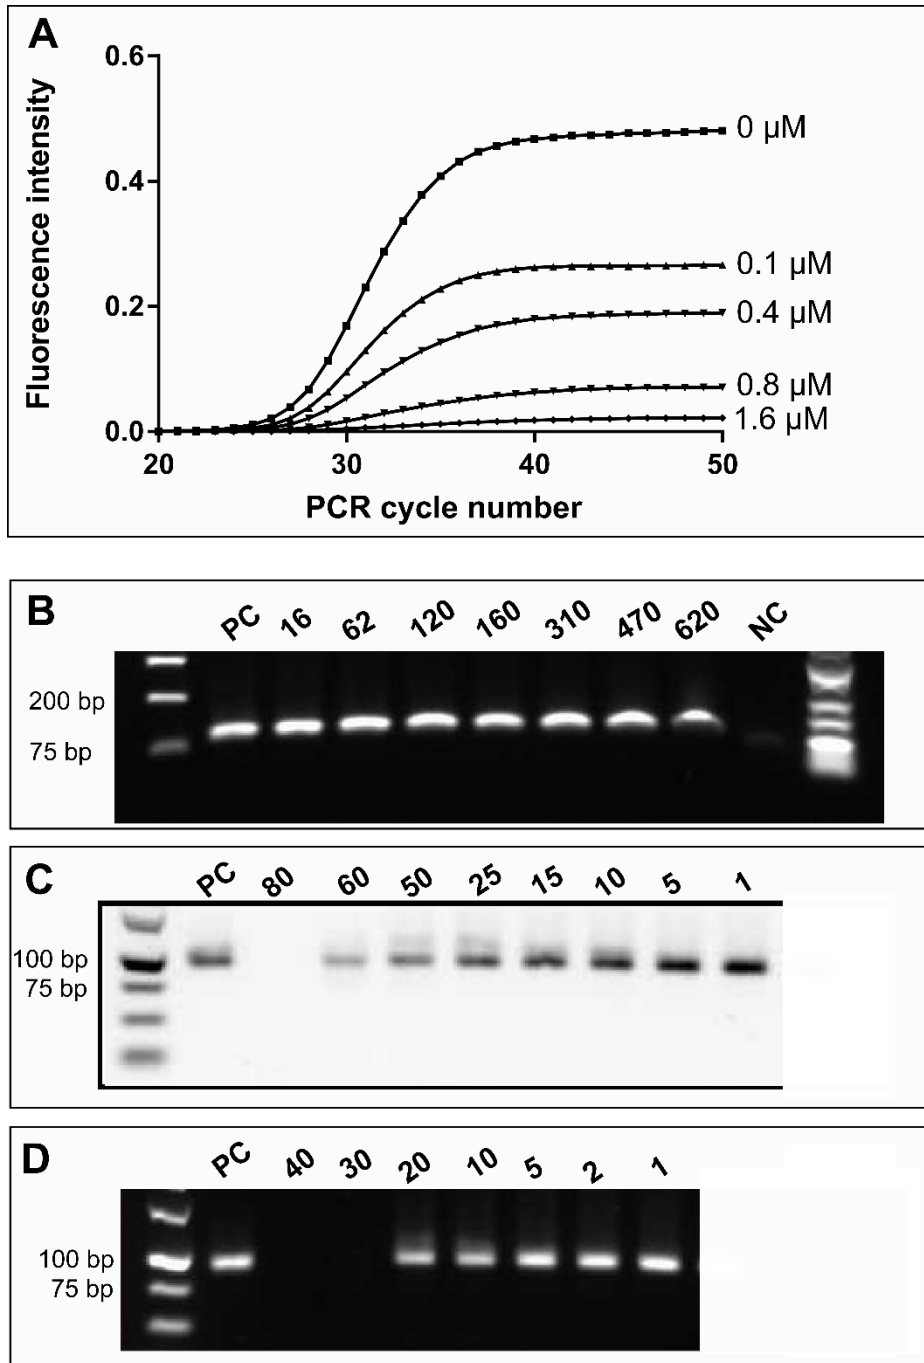 A
Fluorescence intensity
0.6
0.4
0.2
0.0
0 µM
0.1 µM
0.4 µM
0.8 µM
1.6 µM
20 30 40 50
PCR cycle number
B
PC 16 62 120 160 310 470 620 NC
200 bp
75 bp
C
PC 80 60 50 25 15 10 5 1
100 bp
75 bp
D
PC 40 30 20 10 5 2 1
100 bp
75 bp